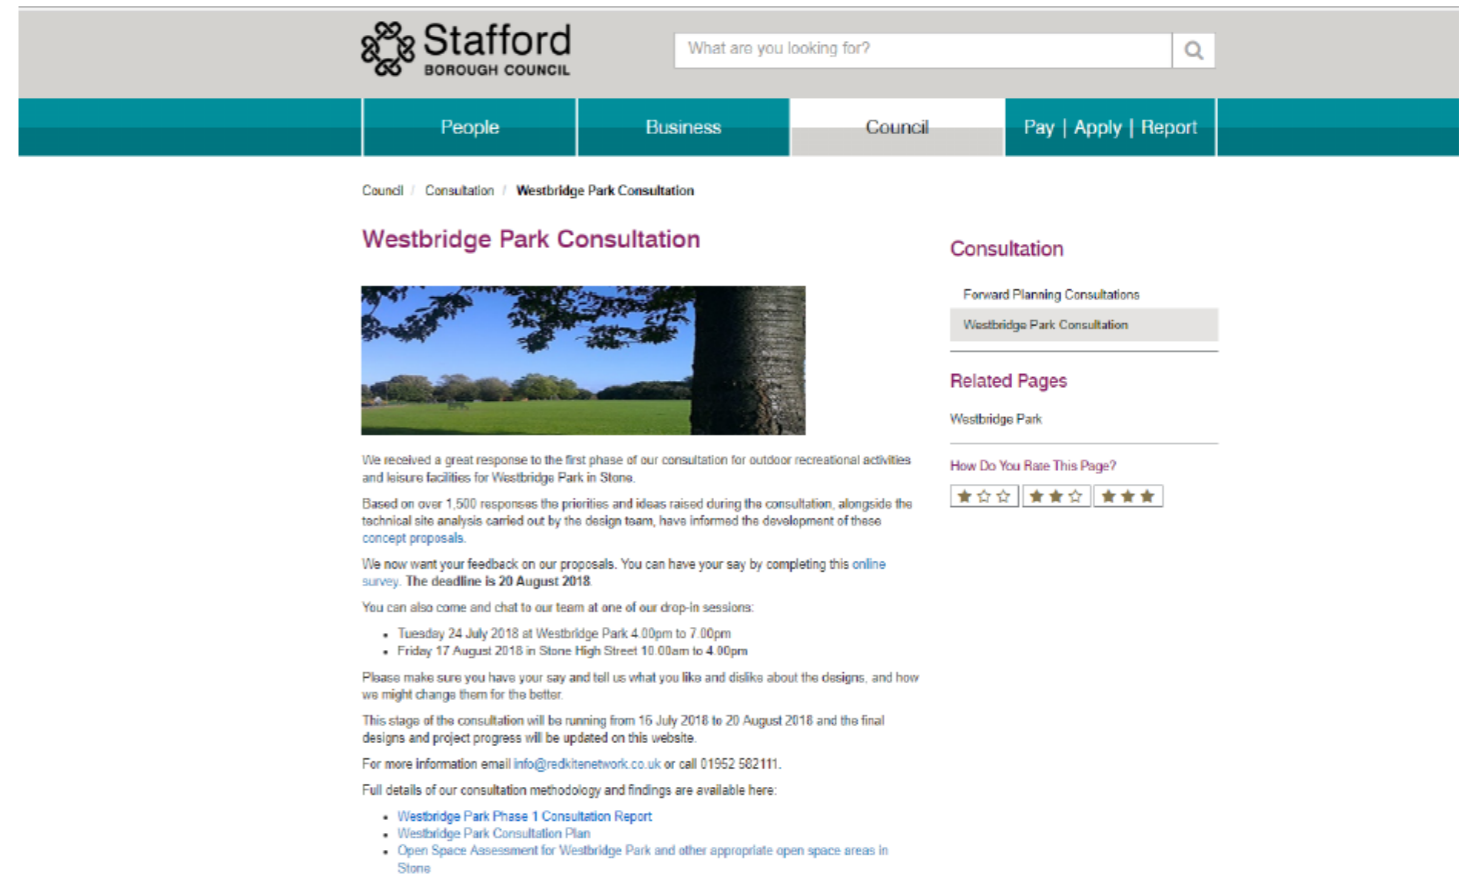 Stafford
BOROUGH COUNCIL
What are you looking for?
People
Business
Council
Pay | Apply | Report
Council / Consultation / Westbridge Park Consultation
Westbridge Park Consultation
We received a great response to the first phase of our consultation for outdoor recreational activities
and leisure facilities for Westbridge Park in Stone.
Based on over 1,500 responses the priorities and ideas raised during the consultation, alongside the
technical site analysis carried out by the design team, have informed the development of these
concept proposals.
We now want your feedback on our proposals. You can have your say by completing this online
survey. The deadline is 20 August 2018.
You can also come and chat to our team at one of our drop-in sessions:
• Tuesday 24 July 2018 at Westbridge Park 4.00pm to 7.00pm
• Friday 17 August 2018 in Stone High Street 10.00am to 4.00pm
Please make sure you have your say and tell us what you like and dislike about the designs, and how
we might change them for the better.
This stage of the consultation will be running from 16 July 2018 to 20 August 2018 and the final
designs and project progress will be updated on this website.
For more information email info@redkitenetwork.co.uk or call 01952 582111.
Full details of our consultation methodology and findings are available here:
• Westbridge Park Phase 1 Consultation Report
• Westbridge Park Consultation Plan
• Open Space Assessment for Westbridge Park and other appropriate open space areas in
Stone
Consultation
Forward Planning Consultations
Westbridge Park Consultation
Related Pages
Westbridge Park
How Do You Rate This Page?